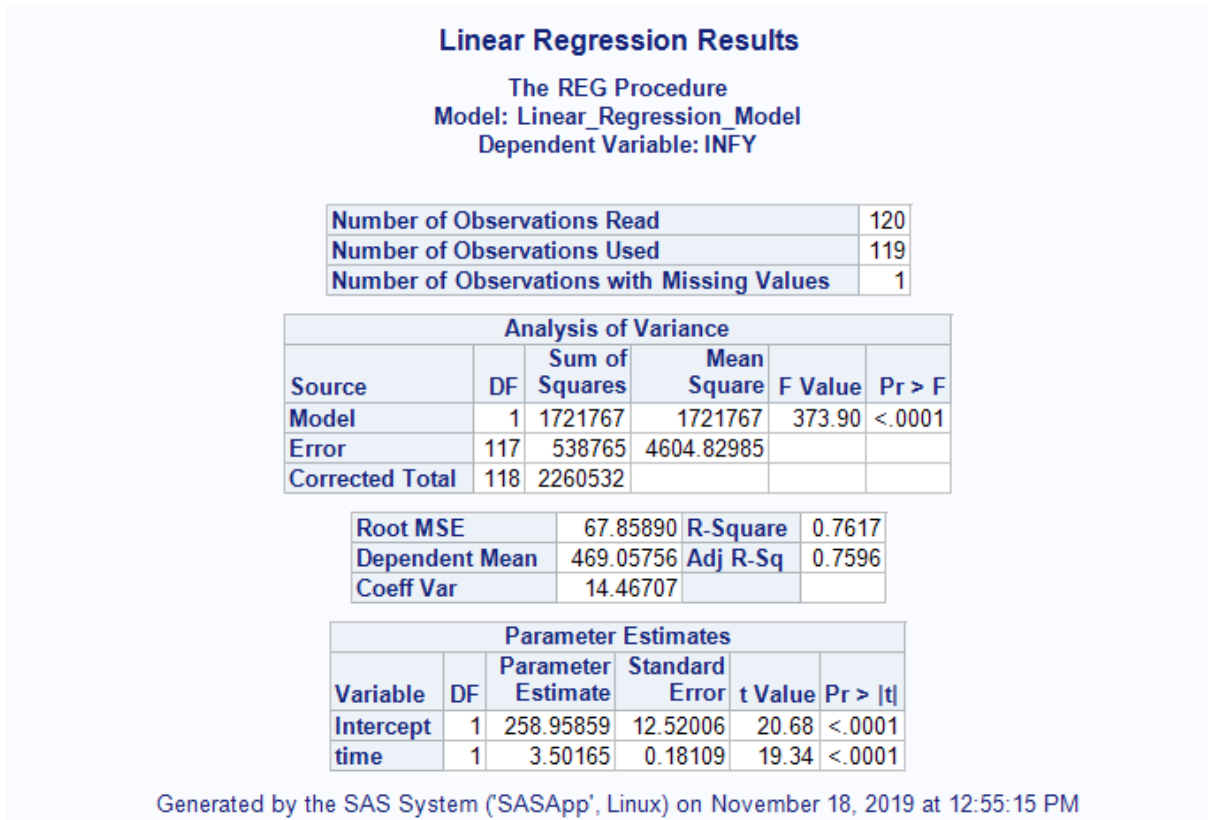 Linear Regression Results
The REG Procedure
Model: Linear_Regression_Model
Dependent Variable: INFY
Number of Observations Read 120
Number of Observations Used 119
Number of Observations with Missing Values 1
Analysis of Variance
Source DF Sum of Squares Mean Square F Value Pr > F
Model 1 1721767 1721767 373.90 <.0001
Error 117 538765 4604.82985
Corrected Total 118 2260532
Root MSE 67.85890 R-Square 0.7617
Dependent Mean 469.05756 Adj R-Sq 0.7596
Coeff Var 14.46707
Parameter Estimates
Variable DF Parameter Estimate Standard Error t Value Pr > |t|
Intercept 1 258.95859 12.52006 20.68 <.0001
time 1 3.50165 0.18109 19.34 <.0001
Generated by the SAS System ('SASApp', Linux) on November 18, 2019 at 12:55:15 PM